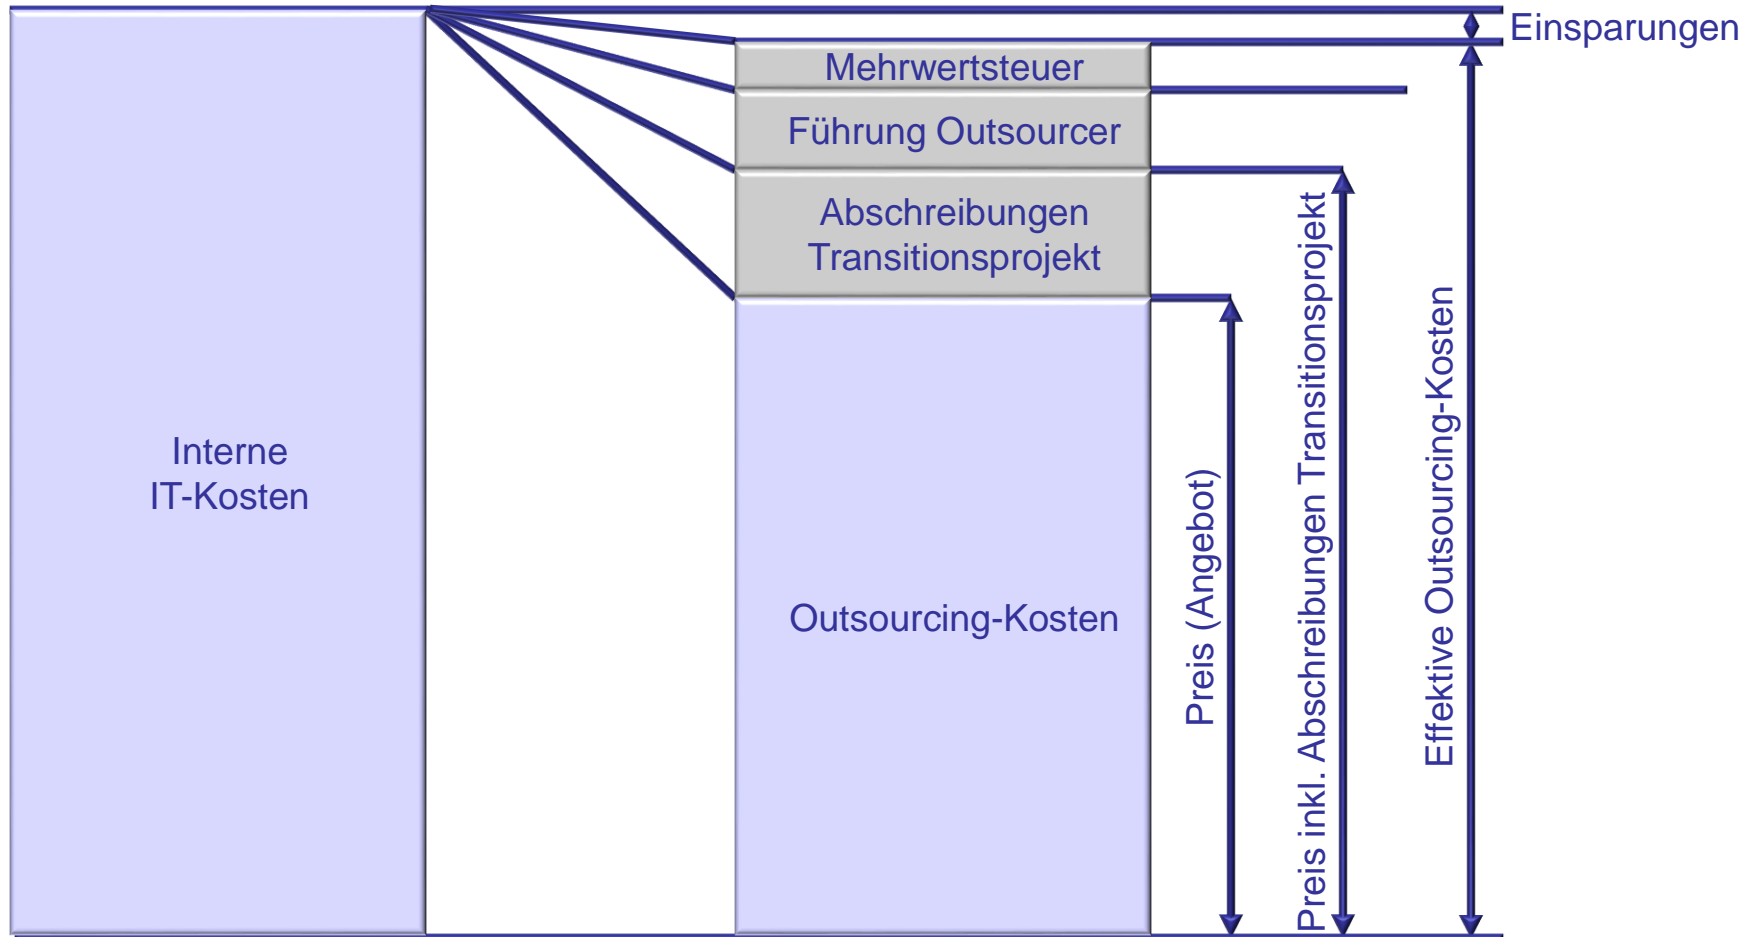 Einsparungen
Mehrwertsteuer
Führung Outsourcer
Abschreibungen
Transitionsprojekt
Interne
IT-Kosten
Outsourcing-Kosten
Preis (Angebot)
Preis inkl. Abschreibungen Transitionsprojekt
Effektive Outsourcing-Kosten